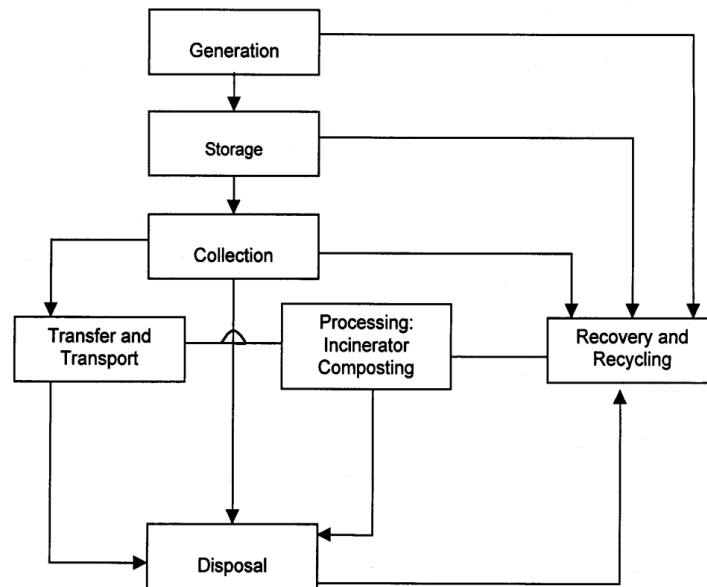 Generation
Storage
Collection
Transfer and
Transport
Processing:
Incinerator
Composting
Recovery and
Recycling
Disposal